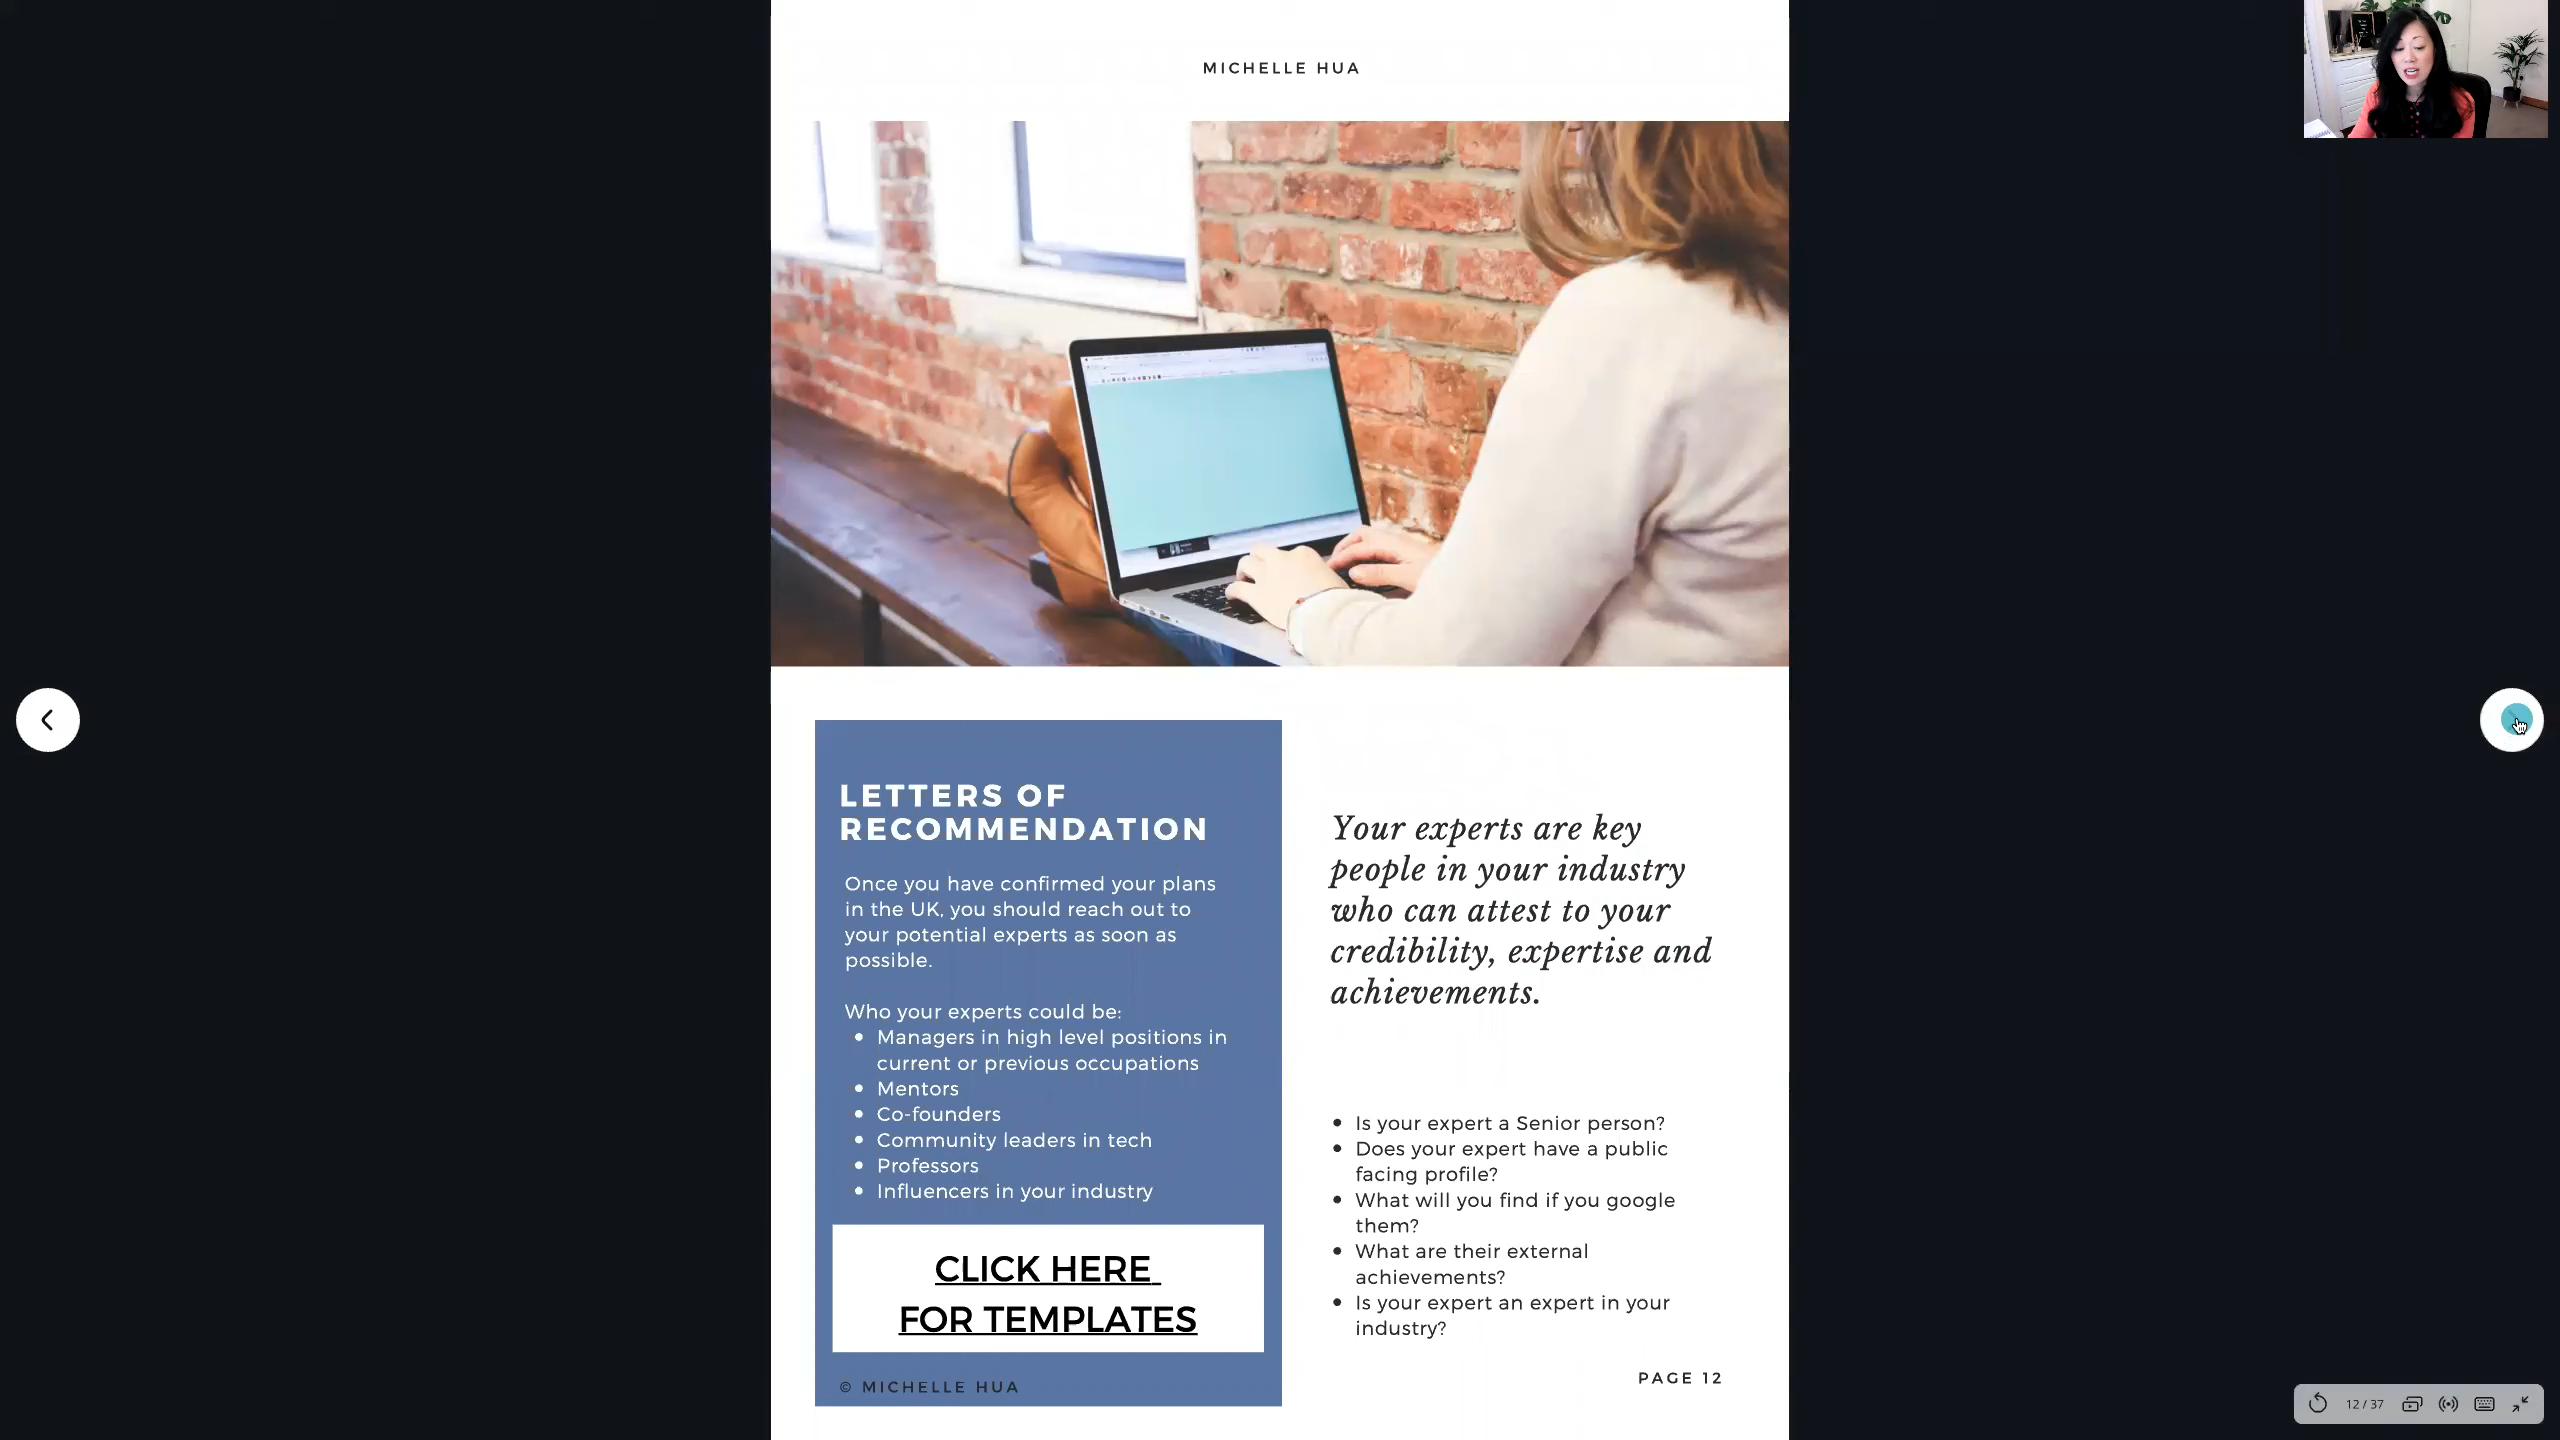 MICHELLE HUA
LETTERS OF
RECOMMENDATION
Once you have confirmed your plans
in the UK, you should reach out to
your potential experts as soon as
possible.
Who your experts could be:
• Managers in high level positions in
current or previous occupations
• Mentors
• Co-founders
• Community leaders in tech
• Professors
• Influencers in your industry
CLICK HERE
FOR TEMPLATES
© MICHELLE HUA
Your experts are key
people in your industry
who can attest to your
credibility, expertise and
achievements.
• Is your expert a Senior person?
• Does your expert have a public
facing profile?
• What will you find if you google
them?
• What are their external
achievements?
• Is your expert an expert in your
industry?
PAGE 12
12 / 37